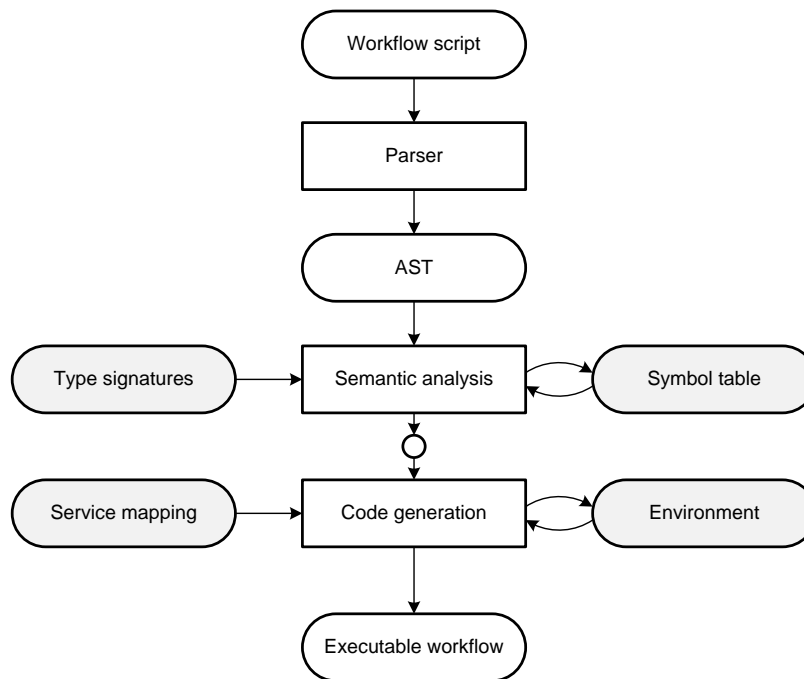 Workflow script
Parser
AST
Type signatures
Semantic analysis
Symbol table
Service mapping
Code generation
Environment
Executable workflow